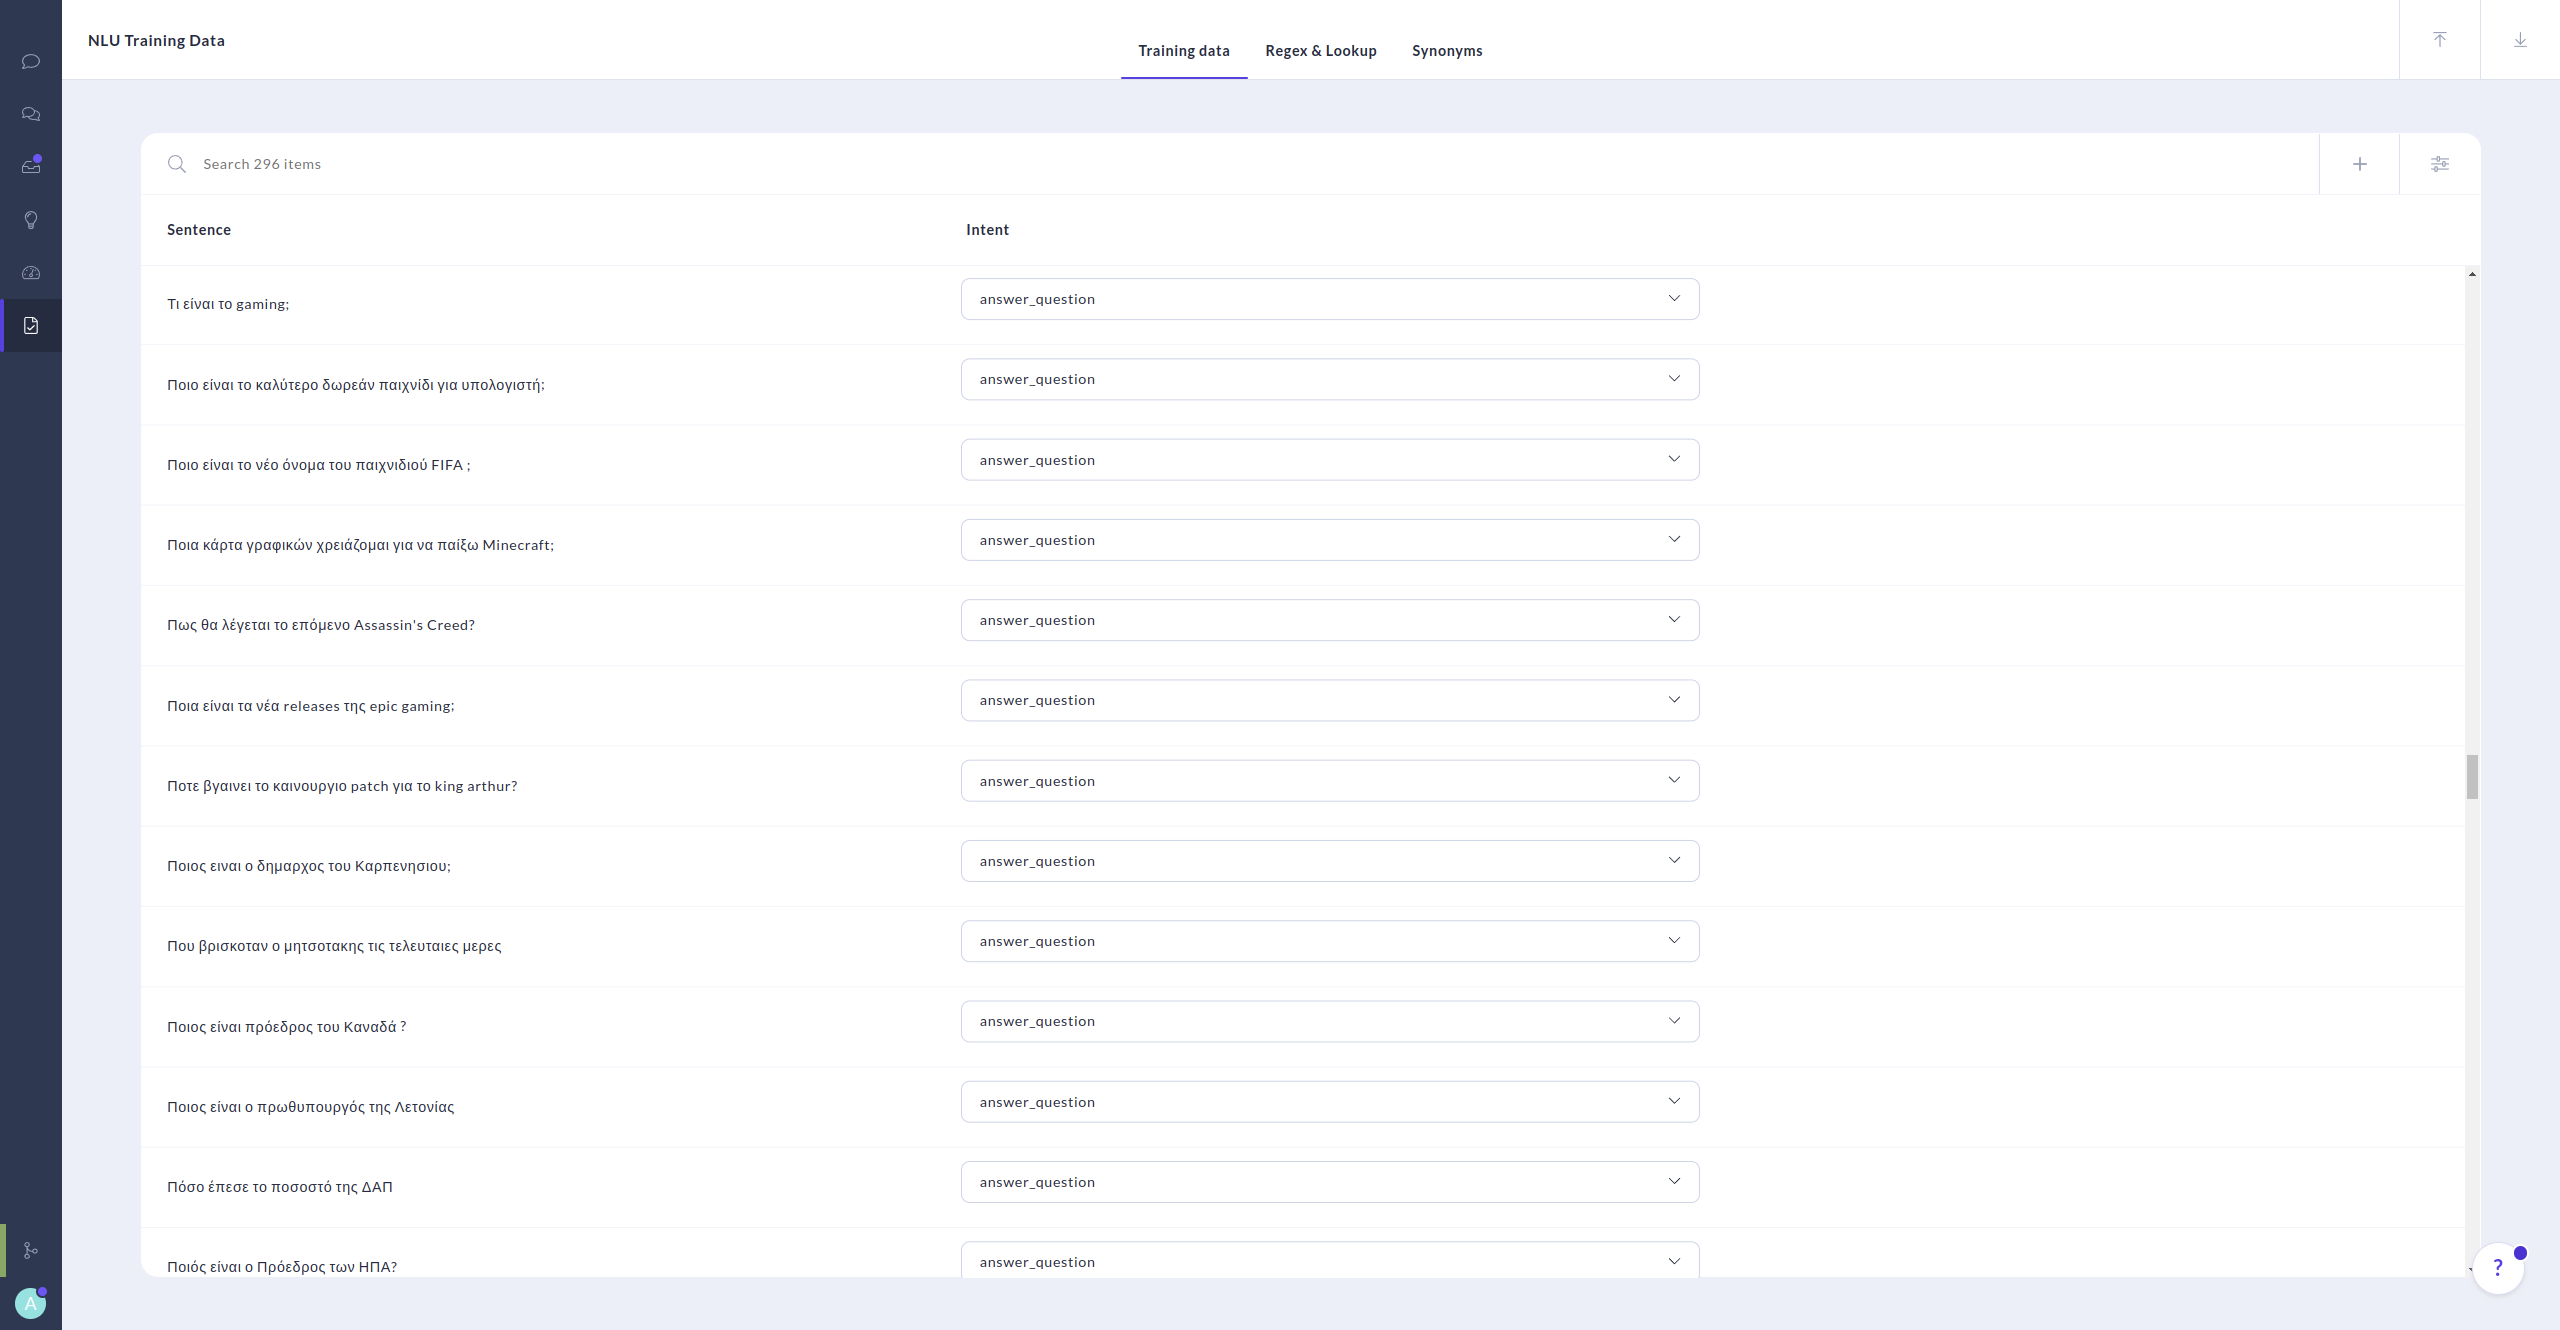 NLU Training Data
Training data
Regex & Lookup
Synonyms
Search 296 items
Sentence
Intent
Τι είναι το gaming;
answer_question
Ποιο είναι το καλύτερο δωρεάν παιχνίδι για υπολογιστή;
answer_question
Ποιο είναι το νέο όνομα του παιχνιδιού FIFA ;
answer_question
Ποια κάρτα γραφικών χρειάζομαι για να παίξω Minecraft;
answer_question
Πως θα λέγεται το επόμενο Assassin's Creed?
answer_question
Ποια είναι τα νέα releases της epic gaming;
answer_question
Ποτε βγαινει το καινουργιο patch για το king arthur?
answer_question
Ποιος ειναι ο δημαρχος του Καρπενησιου;
answer_question
Που βρισκοταν ο μητσοτακης τις τελευταιες μερες
answer_question
Ποιος είναι πρόεδρος του Καναδά ?
answer_question
Ποιος είναι ο πρωθυπουργός της Λετονίας
answer_question
Πόσο έπεσε το ποσοστό της ΔΑΠ
answer_question
Ποιός είναι ο Πρόεδρος των ΗΠΑ?
answer_question
A
?